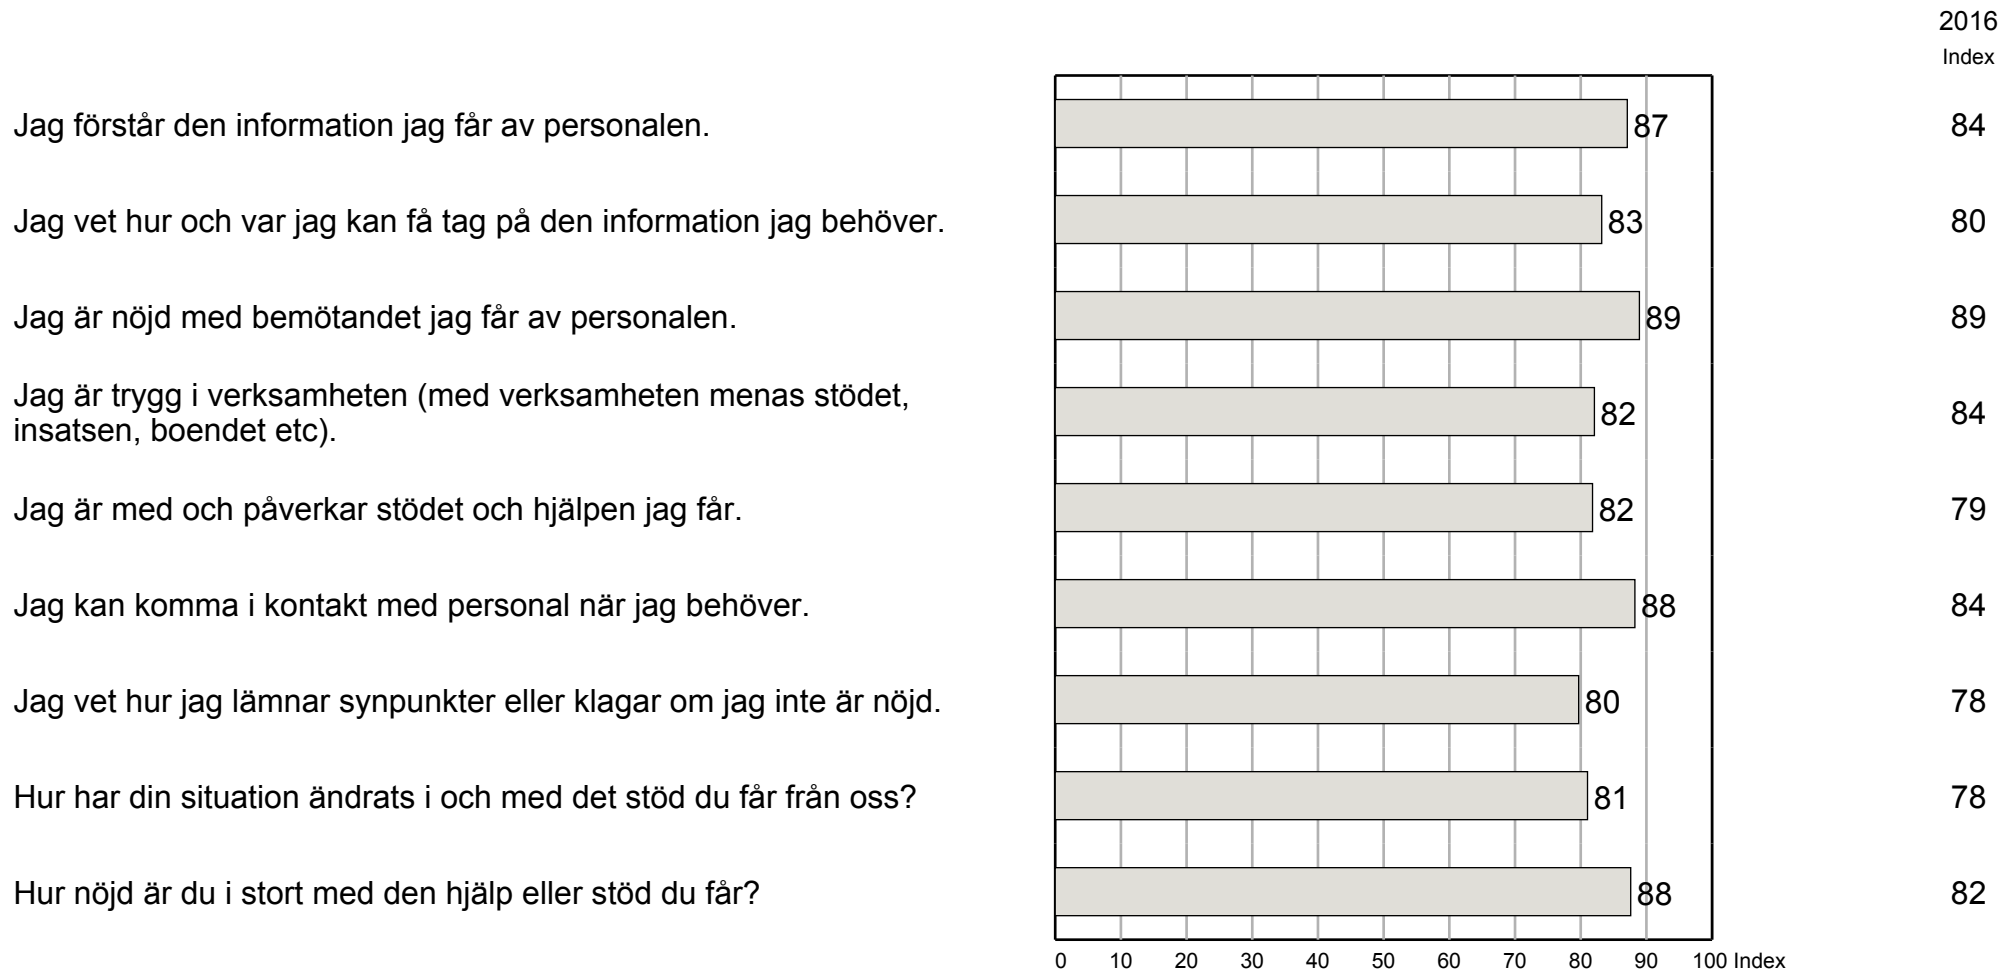 2016
Index
Jag förstår den information jag får av personalen. 87 84
Jag vet hur och var jag kan få tag på den information jag behöver. 83 80
Jag är nöjd med bemötandet jag får av personalen. 89 89
Jag är trygg i verksamheten (med verksamheten menas stödet,
insatsen, boendet etc). 82 84
Jag är med och påverkar stödet och hjälpen jag får. 82 79
Jag kan komma i kontakt med personal när jag behöver. 88 84
Jag vet hur jag lämnar synpunkter eller klagar om jag inte är nöjd. 80 78
Hur har din situation ändrats i och med det stöd du får från oss? 81 78
Hur nöjd är du i stort med den hjälp eller stöd du får? 88 82
0 10 20 30 40 50 60 70 80 90 100 Index